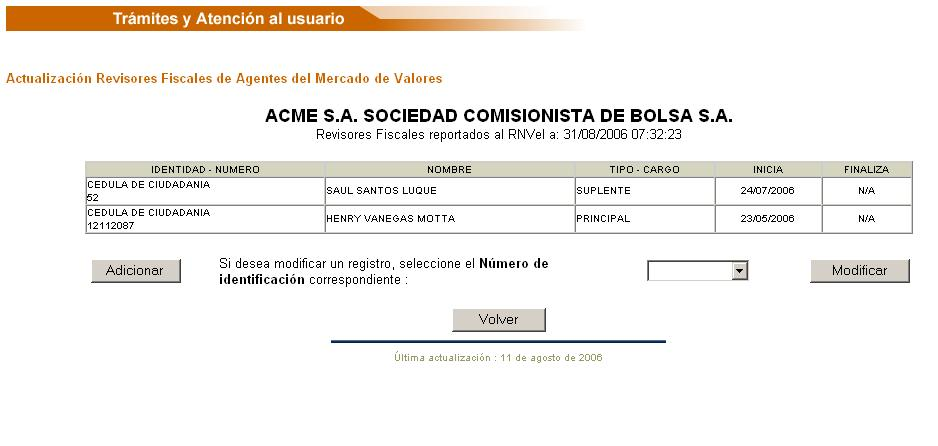 Trámites y Atención al usuario
Actualización Revisores Fiscales de Agentes del Mercado de Valores
ACME S.A. SOCIEDAD COMISIONISTA DE BOLSA S.A.
Revisores Fiscales reportados al RNVel a: 31/08/2006 07:32:23
IDENTIDAD - NUMERO NOMBRE TIPO - CARGO INICIA FINALIZA
CEDULA DE CIUDADANIA
52 SAUL SANTOS LUQUE SUPLENTE 24/07/2006 N/A
CEDULA DE CIUDADANIA
12112087 HENRY VANEGAS MOTTA PRINCIPAL 23/05/2006 N/A
Adicionar
Si desea modificar un registro, seleccione el Número de
identificación correspondiente :
Modificar
Volver
Última actualización : 11 de agosto de 2006